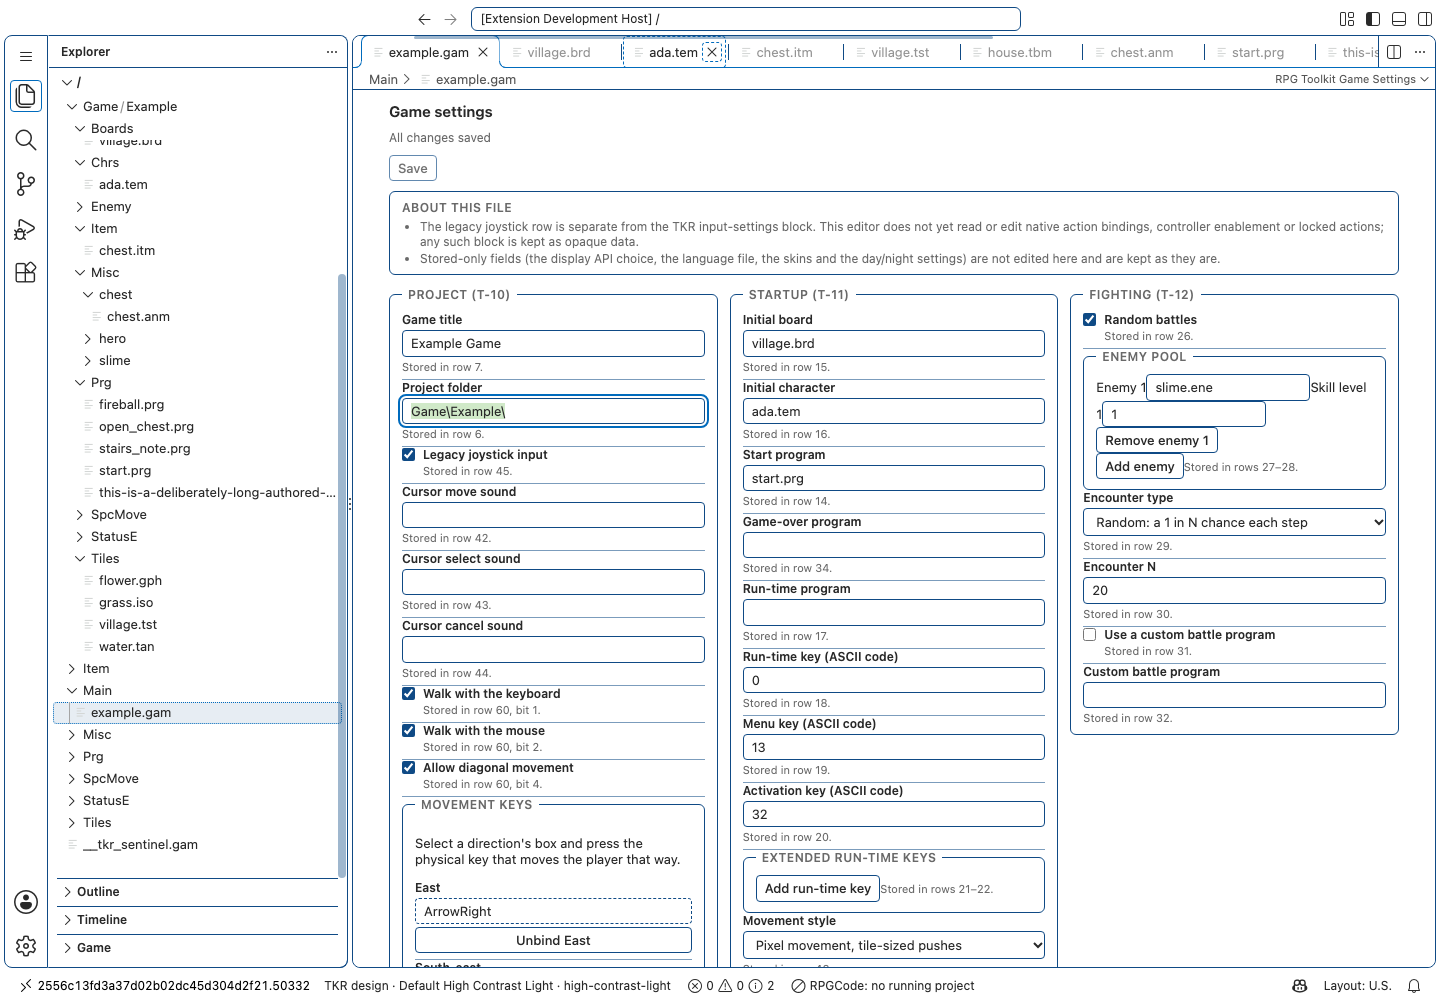 [Extension Development Host] /
Explorer
/
Game / Example
Boards
village.brd
Chrs
ada.tem
Enemy
Item
chest.itm
Misc
chest
chest.anm
hero
slime
Prg
fireball.prg
open_chest.prg
stairs_note.prg
start.prg
this-is-a-deliberately-long-authored-...
SpcMove
StatusE
Tiles
flower.gph
grass.iso
village.tst
water.tan
Item
Main
example.gam
Misc
Prg
SpcMove
StatusE
Tiles
__tkr_sentinel.gam
Outline
Timeline
Game
example.gam village.brd ada.tem chest.itm village.tst house.tbm chest.anm start.prg this-is
Main > example.gam
RPG Toolkit Game Settings
Game settings
All changes saved
Save
ABOUT THIS FILE
• The legacy joystick row is separate from the TKR input-settings block. This editor does not yet read or edit native action bindings, controller enablement or locked actions;
any such block is kept as opaque data.
• Stored-only fields (the display API choice, the language file, the skins and the day/night settings) are not edited here and are kept as they are.
PROJECT (T-10)
Game title
Example Game
Stored in row 7.
Project folder
Game\Example\
Stored in row 6.
Legacy joystick input
Stored in row 45.
Cursor move sound
Stored in row 42.
Cursor select sound
Stored in row 43.
Cursor cancel sound
Stored in row 44.
Walk with the keyboard
Stored in row 60, bit 1.
Walk with the mouse
Stored in row 60, bit 2.
Allow diagonal movement
Stored in row 60, bit 4.
MOVEMENT KEYS
Select a direction's box and press the
physical key that moves the player that way.
East
ArrowRight
Unbind East
South-east
STARTUP (T-11)
Initial board
village.brd
Stored in row 15.
Initial character
ada.tem
Stored in row 16.
Start program
start.prg
Stored in row 14.
Game-over program
Stored in row 34.
Run-time program
Stored in row 17.
Run-time key (ASCII code)
0
Stored in row 18.
Menu key (ASCII code)
13
Stored in row 19.
Activation key (ASCII code)
32
Stored in row 20.
EXTENDED RUN-TIME KEYS
Add run-time key Stored in rows 21–22.
Movement style
Pixel movement, tile-sized pushes
FIGHTING (T-12)
Random battles
Stored in row 26.
ENEMY POOL
Enemy 1 slime.ene Skill level
1 1
Remove enemy 1
Add enemy Stored in rows 27–28.
Encounter type
Random: a 1 in N chance each step
Stored in row 29.
Encounter N
20
Stored in row 30.
Use a custom battle program
Stored in row 31.
Custom battle program
Stored in row 32.
2556c13fd3a37d02b02dc45d304d2f21.50332 TKR design · Default High Contrast Light · high-contrast-light 0 0 2 RPGCode: no running project Layout: U.S.